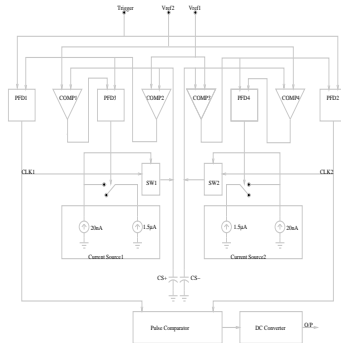 Trigger Vref2 Vref1
PFD1 COMP1 PFD3 COMP2 COMP3 PFD4 COMP4 PFD2
CLK1 SW1 SW2 CLK2
20nA 1.5μA 1.5μA 20nA
Current Source1 Current Source2
CS+ CS−
Pulse Comparator DC Converter O/P